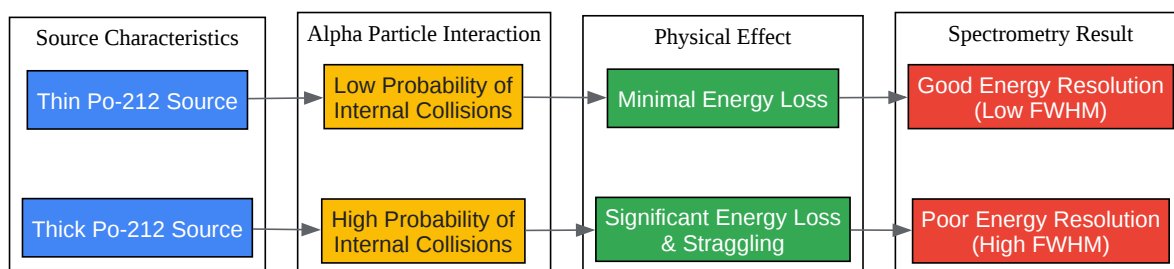 Source Characteristics
Thin Po-212 Source
Thick Po-212 Source
Alpha Particle Interaction
Low Probability of
Internal Collisions
High Probability of
Internal Collisions
Physical Effect
Minimal Energy Loss
Significant Energy Loss
& Straggling
Spectrometry Result
Good Energy Resolution
(Low FWHM)
Poor Energy Resolution
(High FWHM)